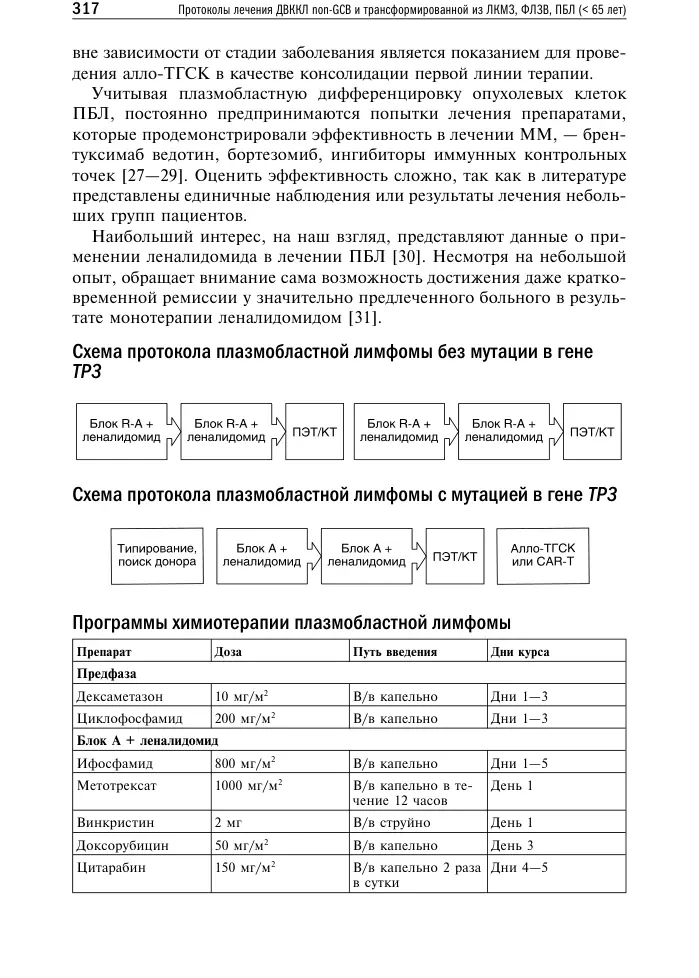 317
Протоколы лечения ДВККЛ non-GCB и трансформированной из ЛКМЗ, ФЛЗВ, ПБЛ (< 65 лет)
вне зависимости от стадии заболевания является показанием для прове-
дения алло-ТГСК в качестве консолидации первой линии терапии.
Учитывая плазмобластную дифференцировку опухолевых клеток
ПБЛ, постоянно предпринимаются попытки лечения препаратами,
которые продемонстрировали эффективность в лечении ММ, — брен-
туксимаб ведотин, бортезомиб, ингибиторы иммунных контрольных
точек [27—29]. Оценить эффективность сложно, так как в литературе
представлены единичные наблюдения или результаты лечения неболь-
ших групп пациентов.
Наибольший интерес, на наш взгляд, представляют данные о при-
менении леналидомида в лечении ПБЛ [30]. Несмотря на небольшой
опыт, обращает внимание сама возможность достижения даже кратко-
временной ремиссии у значительно предлеченного больного в резуль-
тате монотерапии леналидомидом [31].
Схема протокола плазмобластной лимфомы без мутации в гене
ТРЗ
Блок R-A +
леналидомид
Блок R-A +
леналидомид
ПЭТ/КТ
Блок R-A +
леналидомид
Блок R-A +
леналидомид
ПЭТ/КТ
Схема протокола плазмобластной лимфомы с мутацией в гене ТРЗ
Типирование,
поиск донора
Блок А +
леналидомид
Блок А +
леналидомид
ПЭТ/КТ
Алло-ТГСК
или CAR-T
Программы химиотерапии плазмобластной лимфомы
Препарат Доза Путь введения Дни курса
Предфаза
Дексаметазон 10 мг/м² В/в капельно Дни 1—3
Циклофосфамид 200 мг/м² В/в капельно Дни 1—3
Блок А + леналидомид
Ифосфамид 800 мг/м² В/в капельно Дни 1—5
Метотрексат 1000 мг/м² В/в капельно в те- День 1
чение 12 часов
Винкристин 2 мг В/в струйно День 1
Доксорубицин 50 мг/м² В/в капельно День 3
Цитарабин 150 мг/м² В/в капельно 2 раза Дни 4—5
в сутки